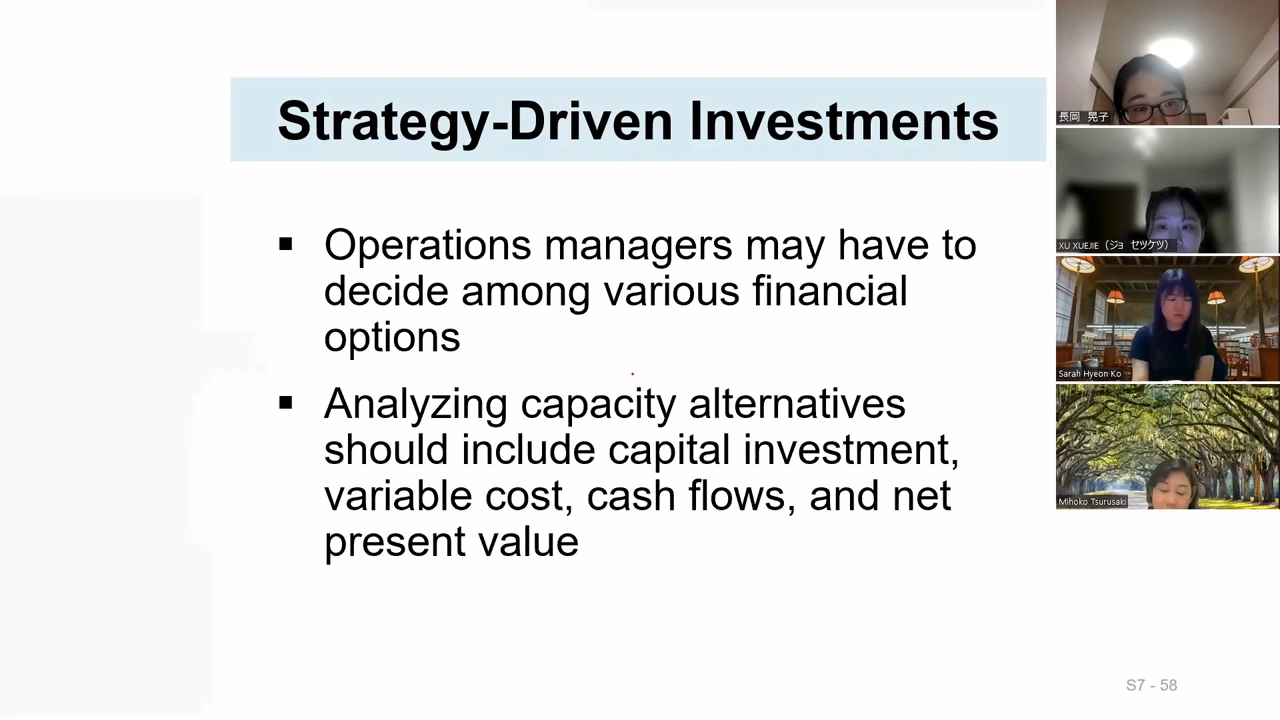 Strategy-Driven Investments
▪ Operations managers may have to
decide among various financial
options
▪ Analyzing capacity alternatives
should include capital investment,
variable cost, cash flows, and net
present value
S7 - 58
長岡 晃子
XU XUEJIE (ジョ セツケツ)
Sarah Hyeon Ko
Mihoko Tsurusaki